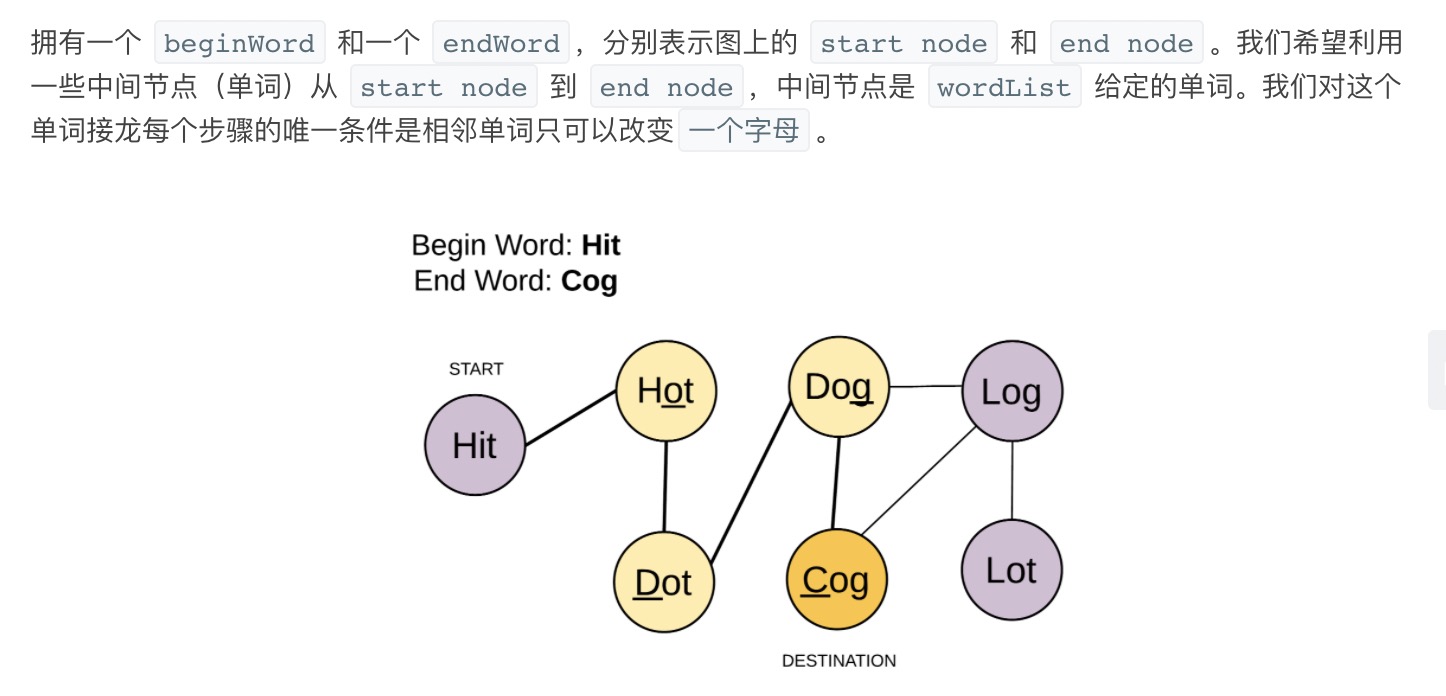 拥有一个 beginWord 和一个 endWord ，分别表示图上的 start node 和 end node 。我们希望利用
一些中间节点（单词）从 start node 到 end node ，中间节点是 wordList 给定的单词。我们对这个
单词接龙每个步骤的唯一条件是相邻单词只可以改变 一个字母 。
Begin Word: Hit
End Word: Cog
START
Hit
Hot
Dog
Log
Dot
Cog
Lot
DESTINATION